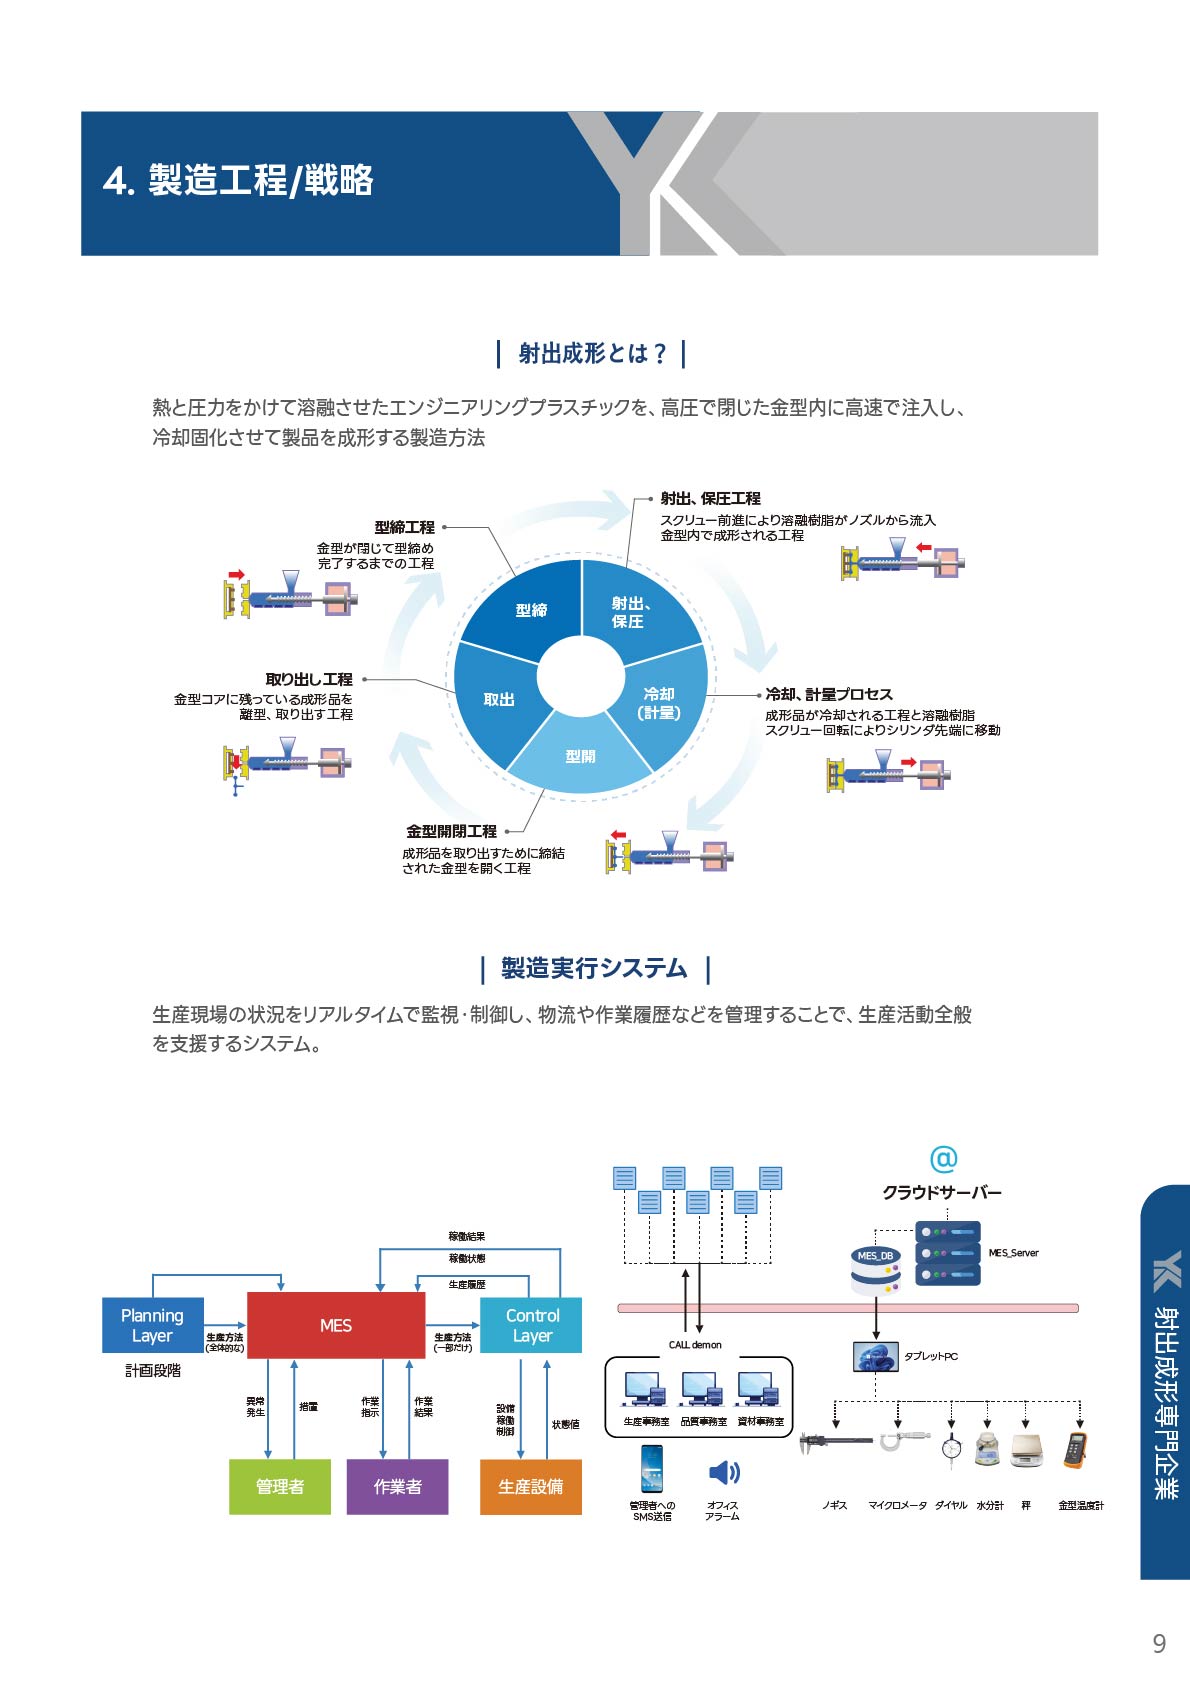 4. 製造工程/戦略
YK
射出成形とは？
熱と圧力をかけて溶融させたエンジニアリングプラスチックを、高圧で閉じた金型内に高速で注入し、
冷却固化させて製品を成形する製造方法
型締工程
金型が閉じて型締め
完了するまでの工程
射出、保圧工程
スクリュー前進により溶融樹脂がノズルから流入
金型内で成形される工程
型締
射出、
保圧
取出
冷却
(計量)
型開
取り出し工程
金型コアに残っている成形品を
離型、取り出す工程
冷却、計量プロセス
成形品が冷却される工程と溶融樹脂
スクリュー回転によりシリンダ先端に移動
金型開閉工程
成形品を取り出すために締結
された金型を開く工程
製造実行システム
生産現場の状況をリアルタイムで監視・制御し、物流や作業履歴などを管理することで、生産活動全般
を支援するシステム。
稼働結果
稼働状態
生産履歴
Planning
Layer
計画段階
生産方法
(全体的な)
MES
生産方法
(一部だけ)
Control
Layer
異常
発生
措置
作業
指示
作業
結果
設備
稼働
制御
状態値
管理者
作業者
生産設備
CALL demon
生産事務室
品質事務室
資材事務室
管理者への
SMS送信
オフィス
アラーム
@
クラウドサーバー
MES_DB
MES_Server
タブレットPC
ノギス
マイクロメータ
ダイヤル
水分計
秤
金型温度計
YK
射出成形専門企業
9